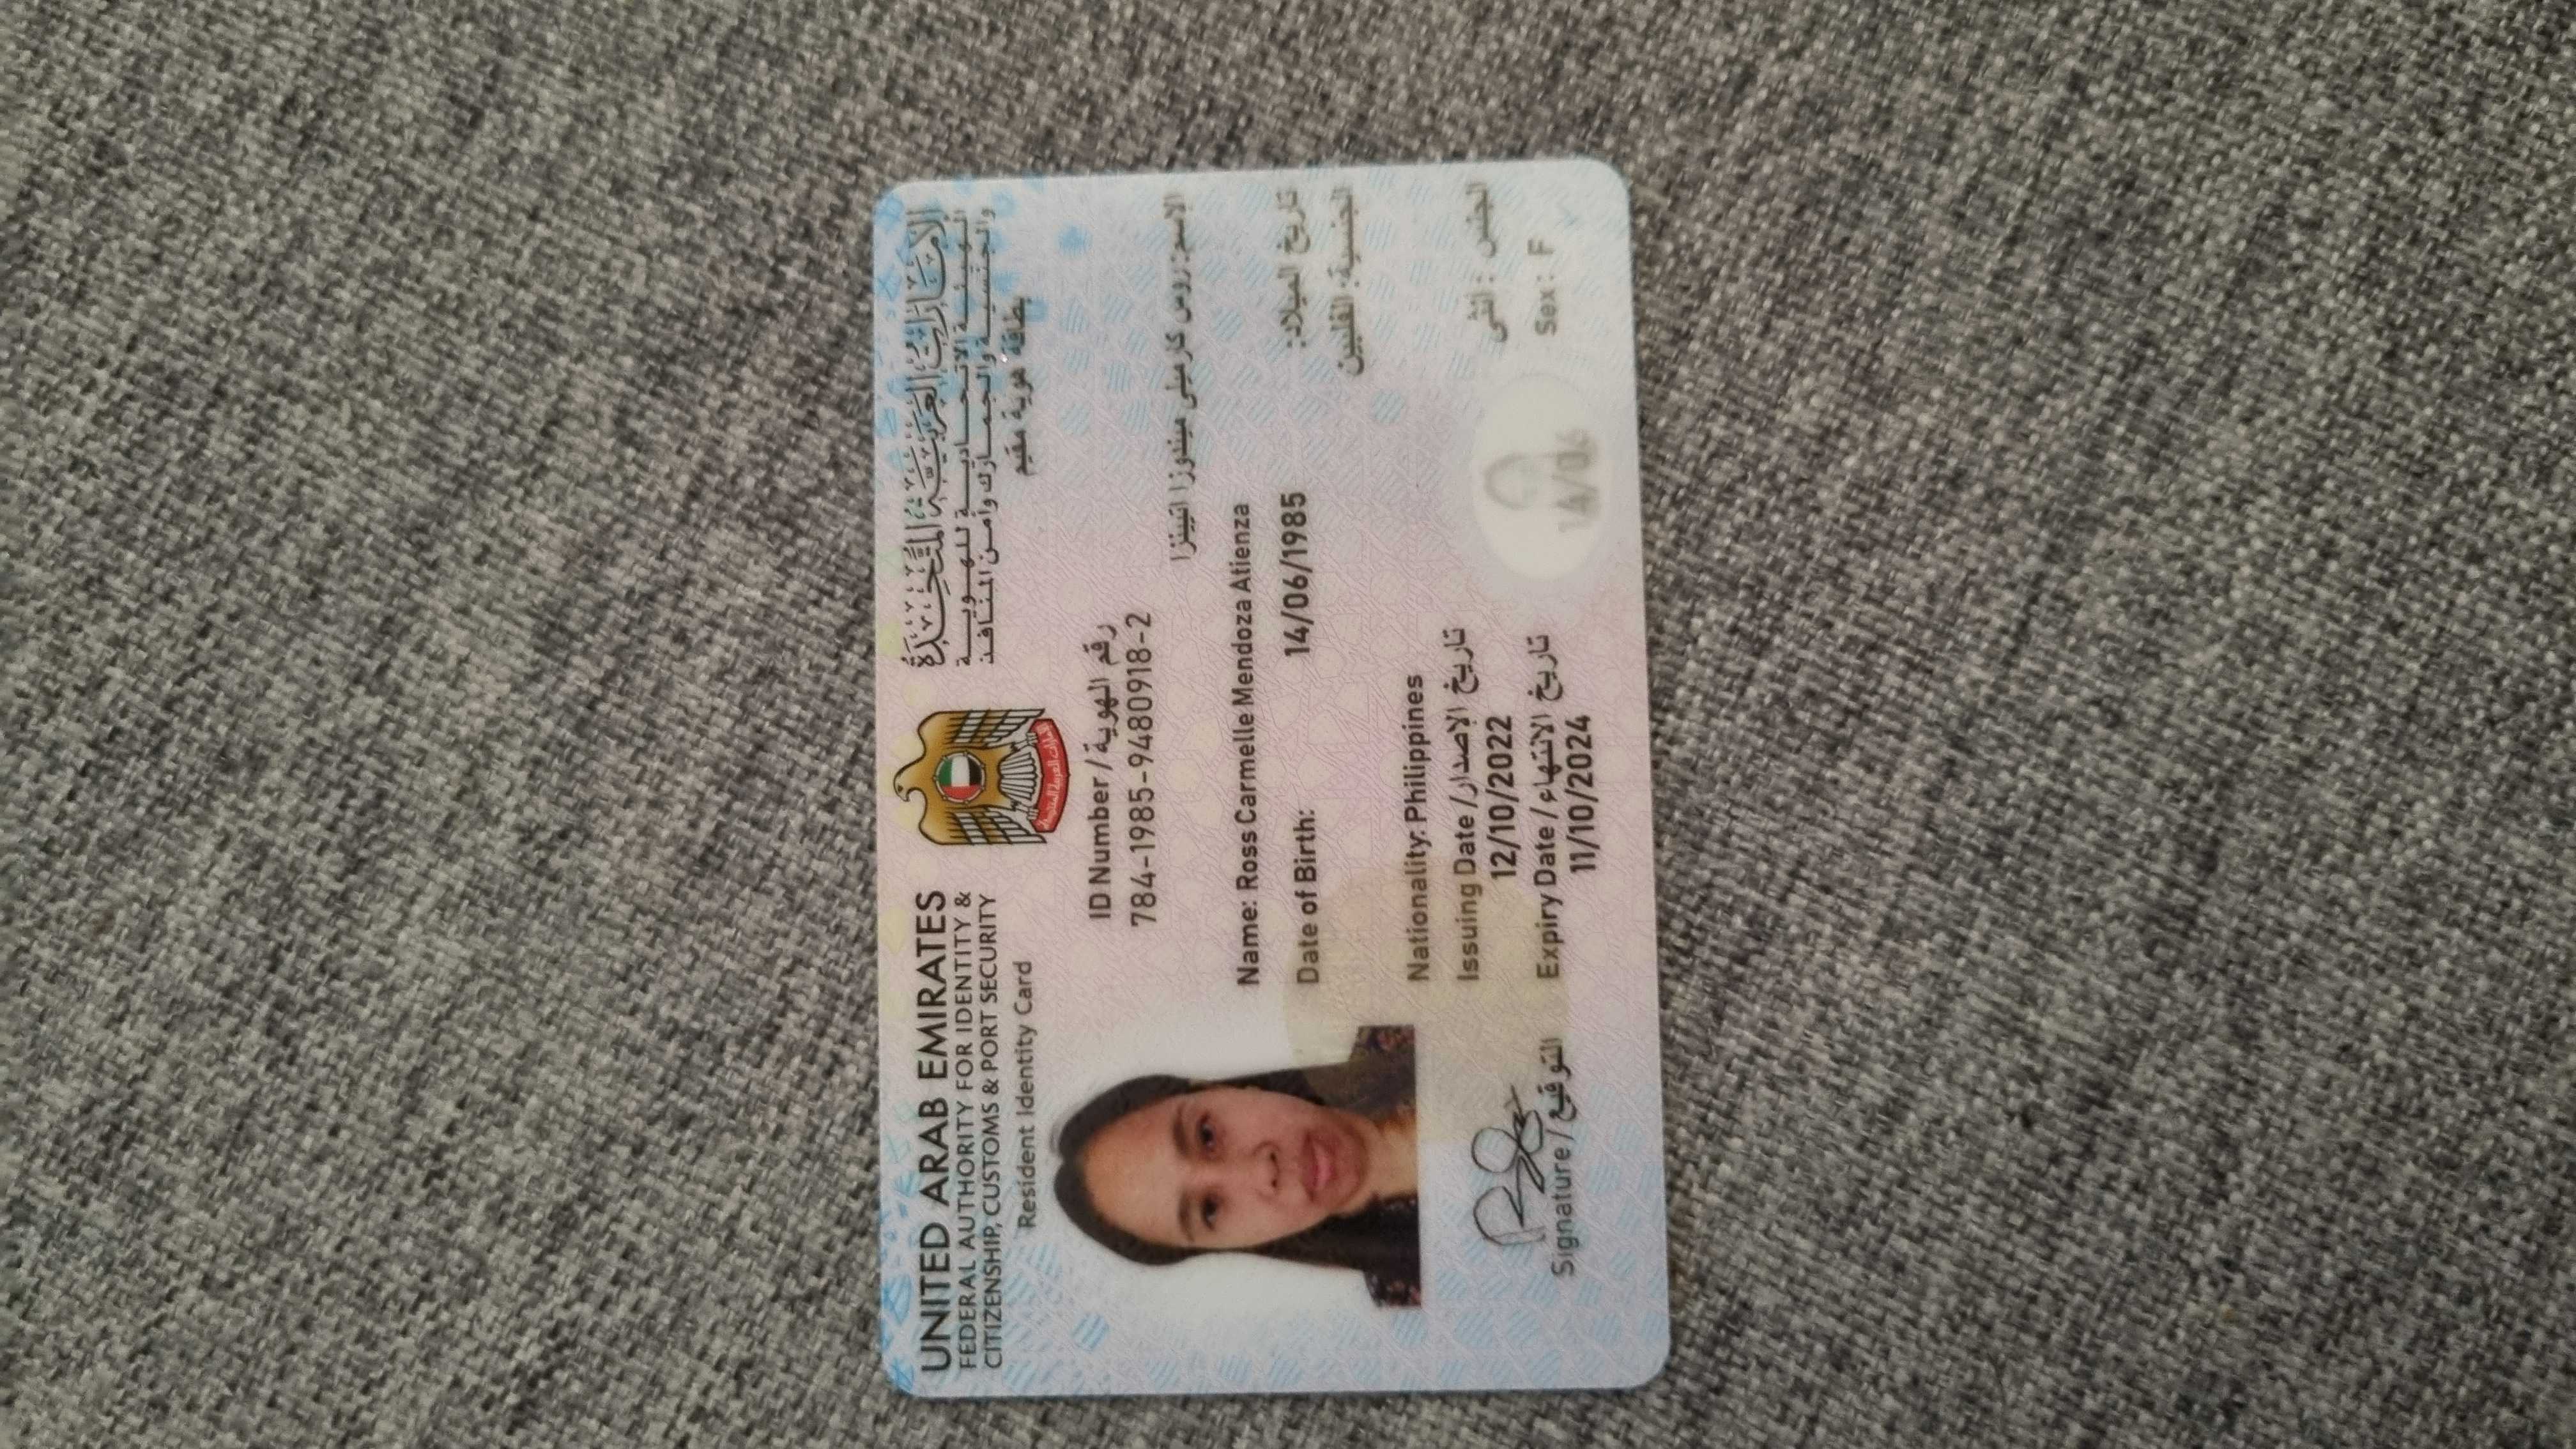 UNITED ARAB EMIRATES
FEDERAL AUTHORITY FOR IDENTITY &
CITIZENSHIP, CUSTOMS & PORT SECURITY
Resident Identity Card
الإمارات العربية المتحدة
الهيئة الاتحادية للهوية
والجنسية والجمارك وأمن المنافذ
بطاقة هوية مقيم
الإمارات العربية المتحدة
ID Number / رقم الهوية
784-1985-9480918-2
الإسم: روس كارميلى ميندوزا اتيينزا
Name: Ross Carmelle Mendoza Atienza
Date of Birth: 14/06/1985 تاريخ الميلاد:
الجنسية: الفلبين
Nationality: Philippines
Issuing Date / تاريخ الإصدار
12/10/2022
Expiry Date / تاريخ الانتهاء
11/10/2024
الجنس : أنثى
Sex: F
14/06
Signature / التوقيع